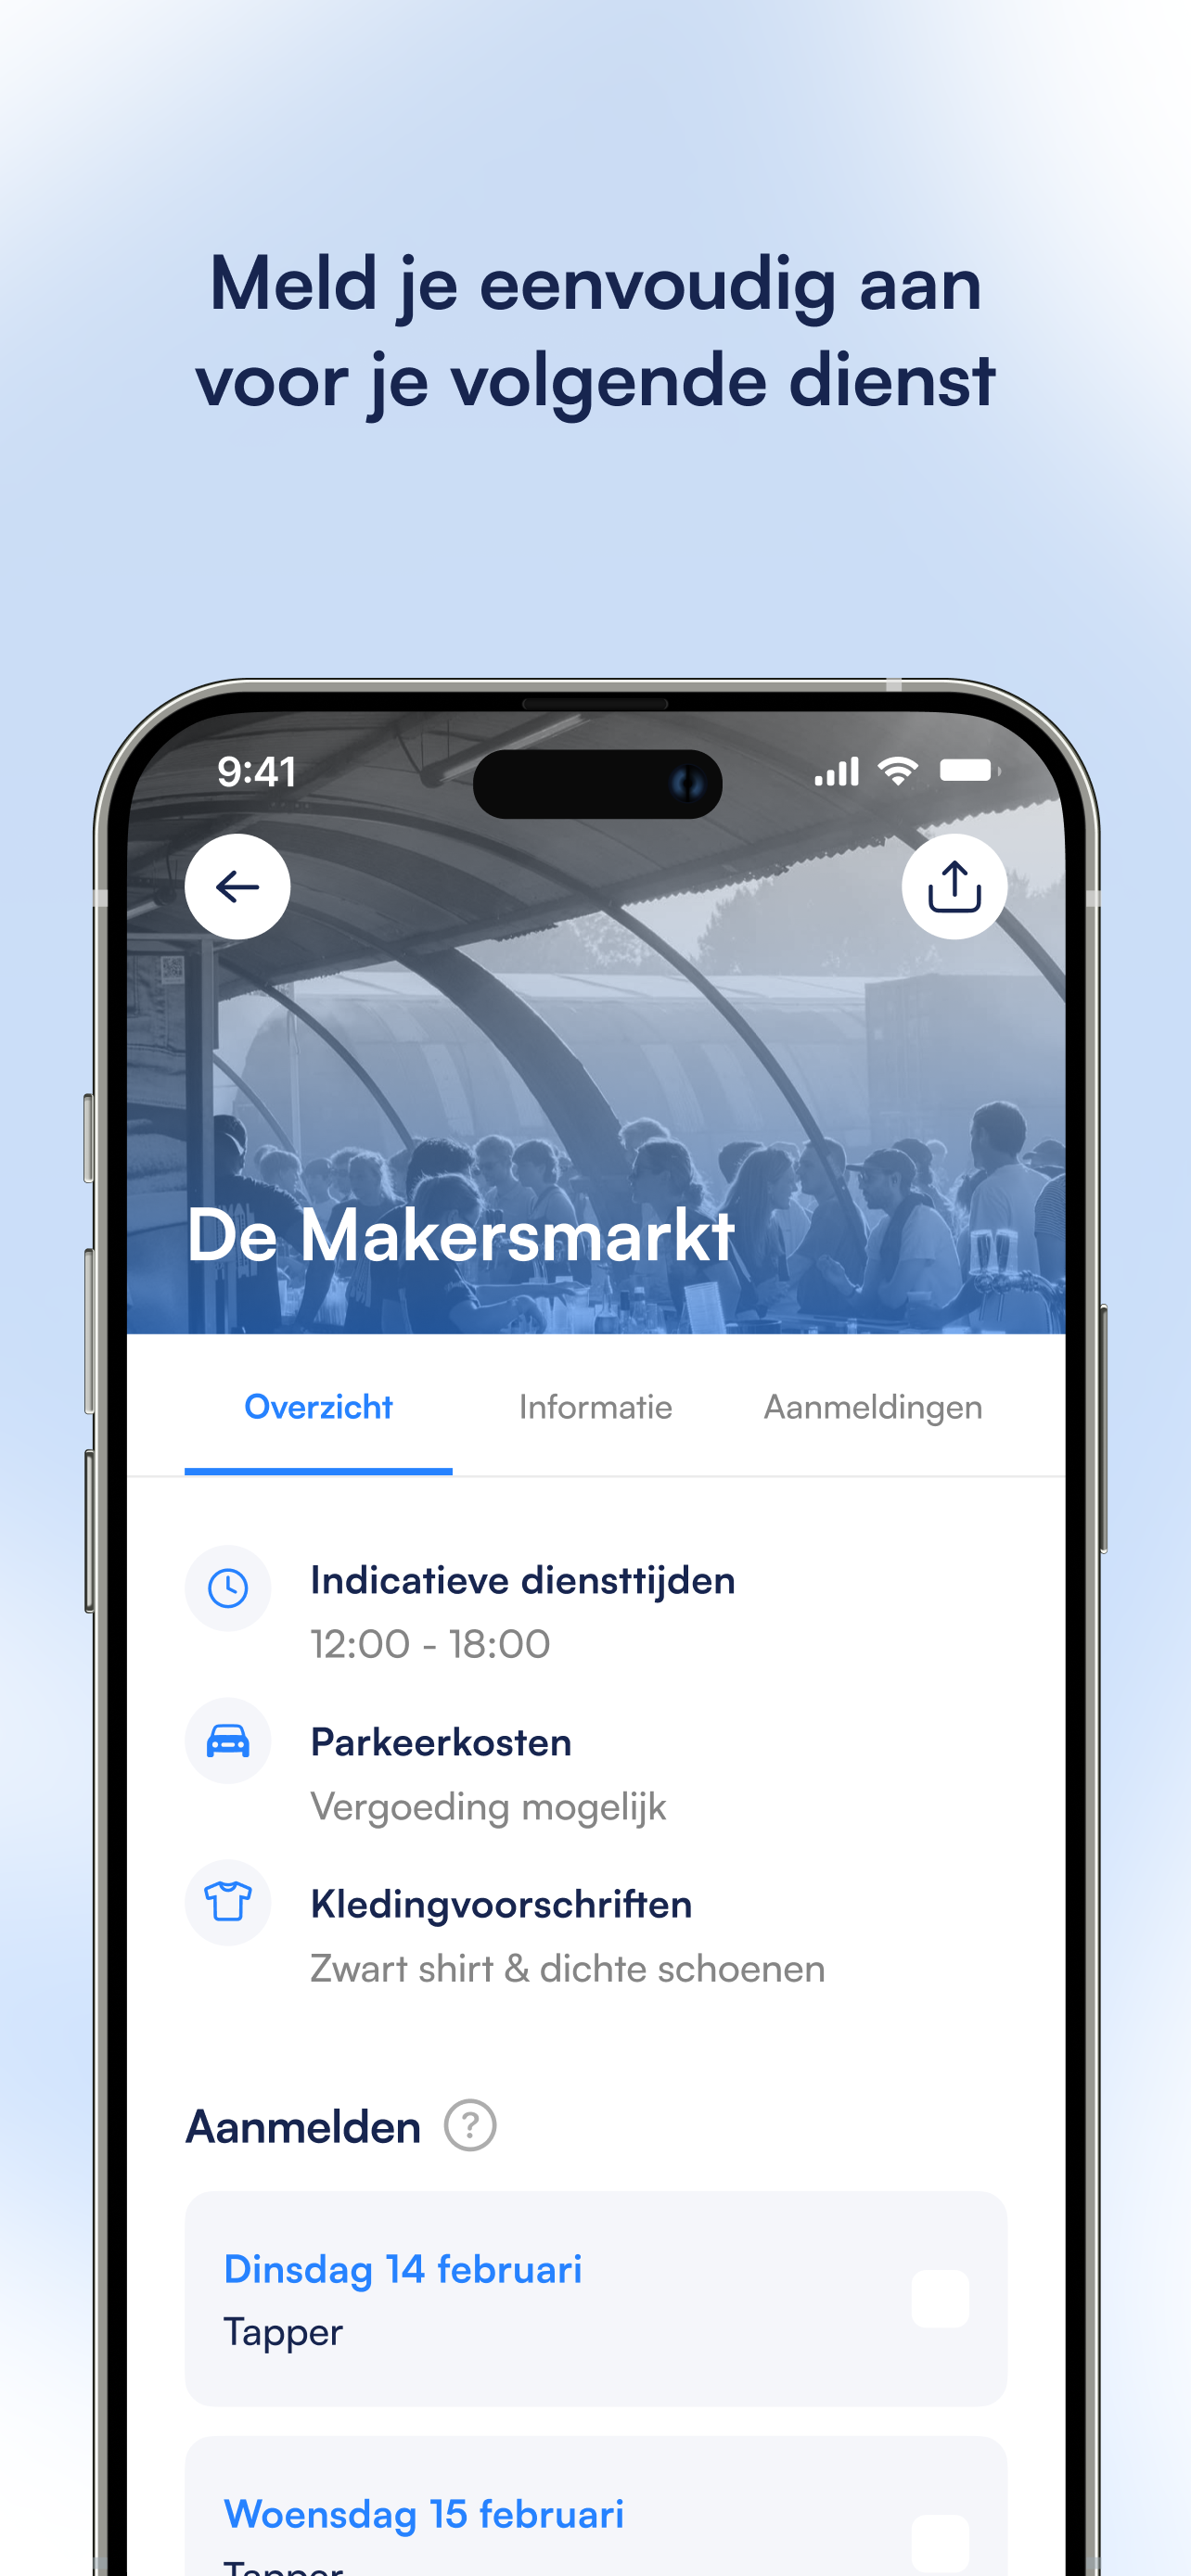 Meld je eenvoudig aan
voor je volgende dienst
9:41
De Makersmarkt
Overzicht Informatie Aanmeldingen
Indicatieve diensttijden
12:00 - 18:00
Parkeerkosten
Vergoeding mogelijk
Kledingvoorschriften
Zwart shirt & dichte schoenen
Aanmelden ?
Dinsdag 14 februari
Tapper
Woensdag 15 februari
Tapper